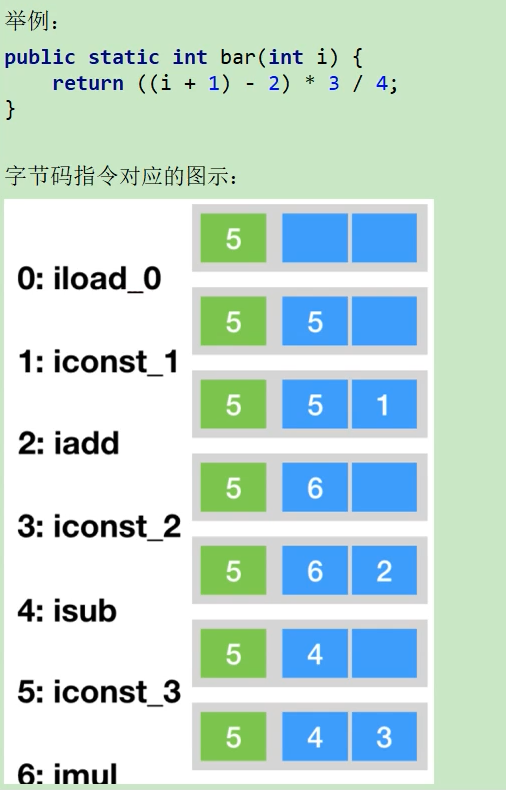 举例：
public static int bar(int i) {
    return ((i + 1) - 2) * 3 / 4;
}
字节码指令对应的图示：
5
0: iload_0
5 5
1: iconst_1
5 5 1
2: iadd
5 6
3: iconst_2
5 6 2
4: isub
5 4
5: iconst_3
5 4 3
6: imul